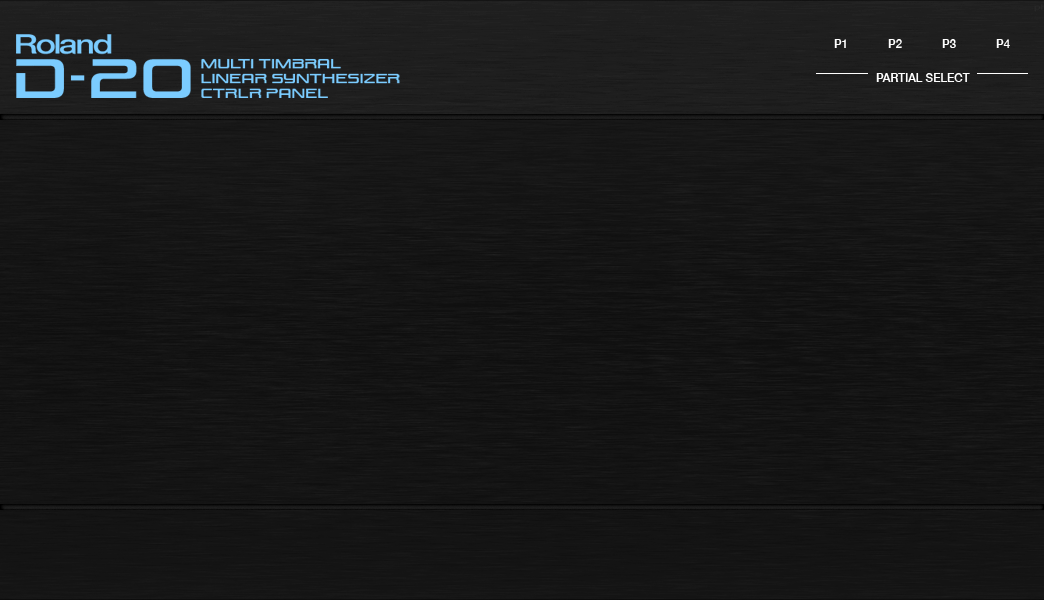 Roland
D-20
MULTI TIMBRAL
LINEAR SYNTHESIZER
CTRLR PANEL
P1 P2 P3 P4
PARTIAL SELECT